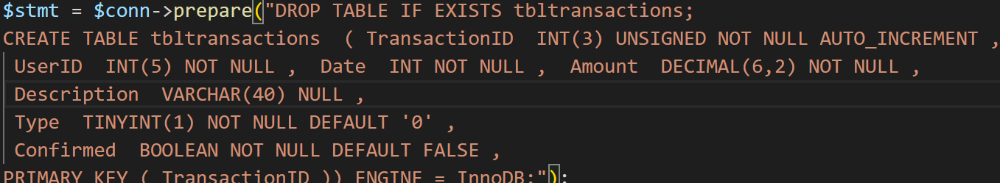 $stmt = $conn->prepare("DROP TABLE IF EXISTS tbltransactions;
CREATE TABLE tbltransactions  ( TransactionID  INT(3) UNSIGNED NOT NULL AUTO_INCREMENT ,
UserID  INT(5) NOT NULL ,  Date  INT NOT NULL ,  Amount  DECIMAL(6,2) NOT NULL ,
Description  VARCHAR(40) NULL ,
Type  TINYINT(1) NOT NULL DEFAULT '0' ,
Confirmed  BOOLEAN NOT NULL DEFAULT FALSE ,
PRIMARY KEY ( TransactionID )) ENGINE = InnoDB;");